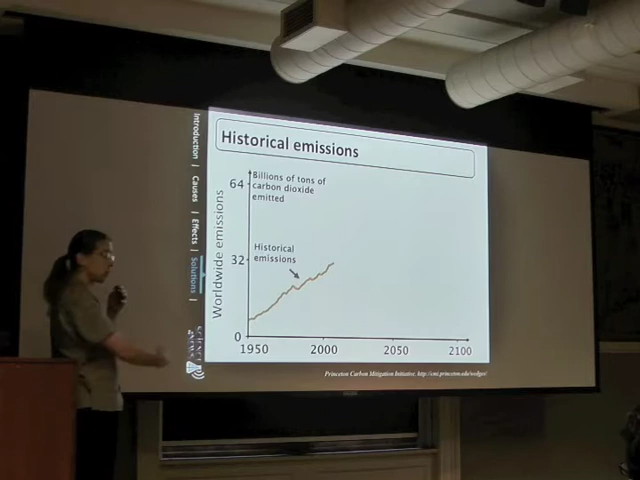 Historical emissions
Introduction | Causes | Effects | Solutions |
Worldwide emissions
Billions of tons of
carbon dioxide
emitted
64
Historical
emissions
32
0
1950 2000 2050 2100
Princeton Carbon Mitigation Initiative, http://cmi.princeton.edu/wedges/